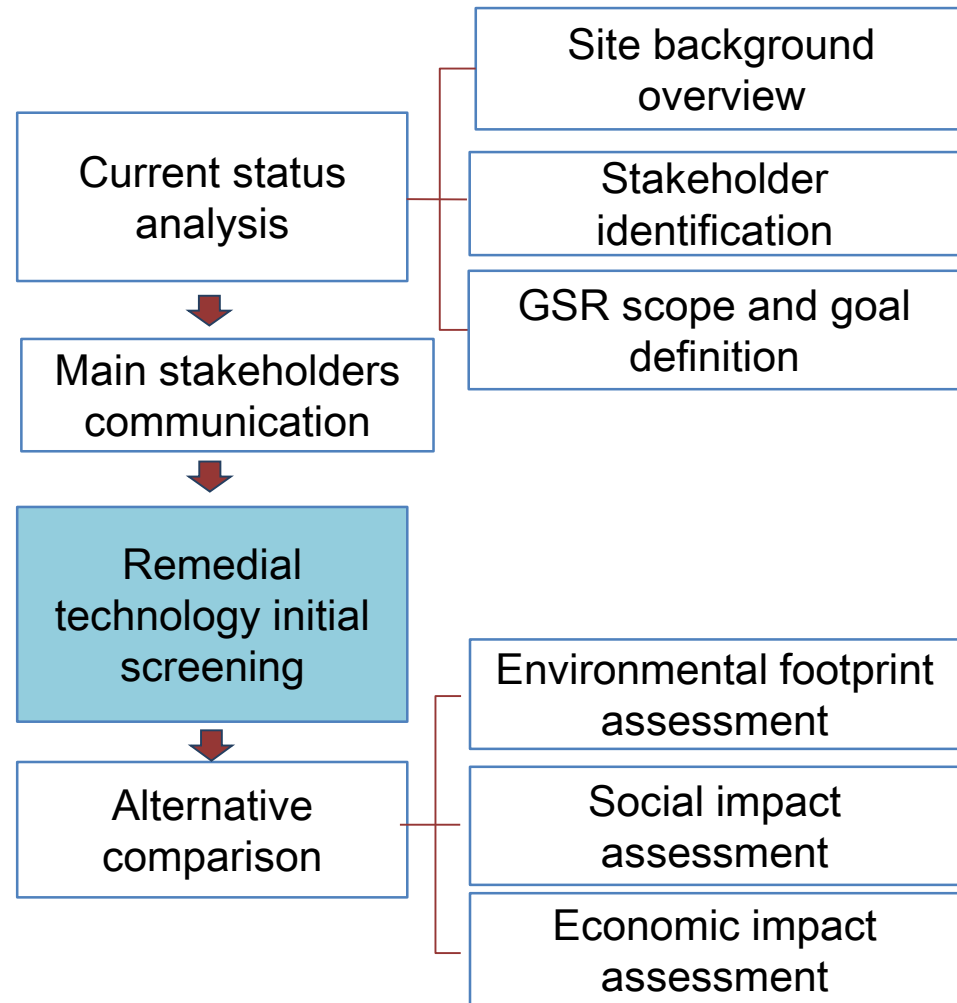 Site background
overview
Current status
analysis
Stakeholder
identification
GSR scope and goal
definition
Main stakeholders
communication
Remedial
technology initial
screening
Environmental footprint
assessment
Alternative
comparison
Social impact
assessment
Economic impact
assessment